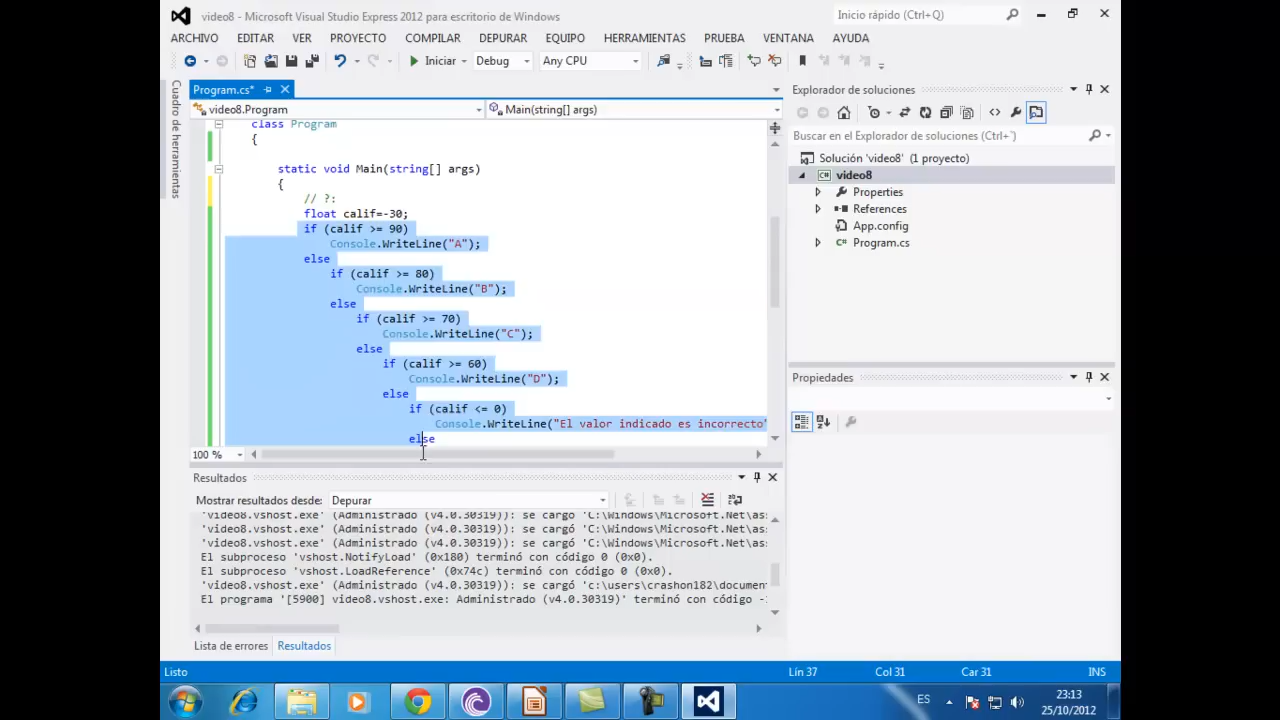 video8 - Microsoft Visual Studio Express 2012 para escritorio de Windows
Inicio rápido (Ctrl+Q)
ARCHIVO EDITAR VER PROYECTO COMPILAR DEPURAR EQUIPO HERRAMIENTAS PRUEBA VENTANA AYUDA
Iniciar Debug Any CPU
Cuadro de herramientas
Program.cs*
video8.Program Main(string[] args)
class Program
{
static void Main(string[] args)
{
// ?:
float calif=-30;
if (calif >= 90)
Console.WriteLine("A");
else
if (calif >= 80)
Console.WriteLine("B");
else
if (calif >= 70)
Console.WriteLine("C");
else
if (calif >= 60)
Console.WriteLine("D");
else
if (calif <= 0)
Console.WriteLine("El valor indicado es incorrecto"
else
100 %
Explorador de soluciones
Buscar en el Explorador de soluciones (Ctrl+¨)
Solución 'video8' (1 proyecto)
video8
Properties
References
App.config
Program.cs
Propiedades
Resultados
Mostrar resultados desde: Depurar
'video8.vshost.exe' (Administrado (v4.0.30319)): se cargó 'C:\Windows\Microsoft.Net\as
'video8.vshost.exe' (Administrado (v4.0.30319)): se cargó 'C:\Windows\Microsoft.Net\as
'video8.vshost.exe' (Administrado (v4.0.30319)): se cargó 'C:\Windows\Microsoft.Net\as
El subproceso 'vshost.NotifyLoad' (0x180) terminó con código 0 (0x0).
El subproceso 'vshost.LoadReference' (0x74c) terminó con código 0 (0x0).
'video8.vshost.exe' (Administrado (v4.0.30319)): se cargó 'c:\users\crashon182\documen
El programa '[5900] video8.vshost.exe: Administrado (v4.0.30319)' terminó con código -
Lista de errores Resultados
Listo Lín 37 Col 31 Car 31 INS
ES
23:13
25/10/2012